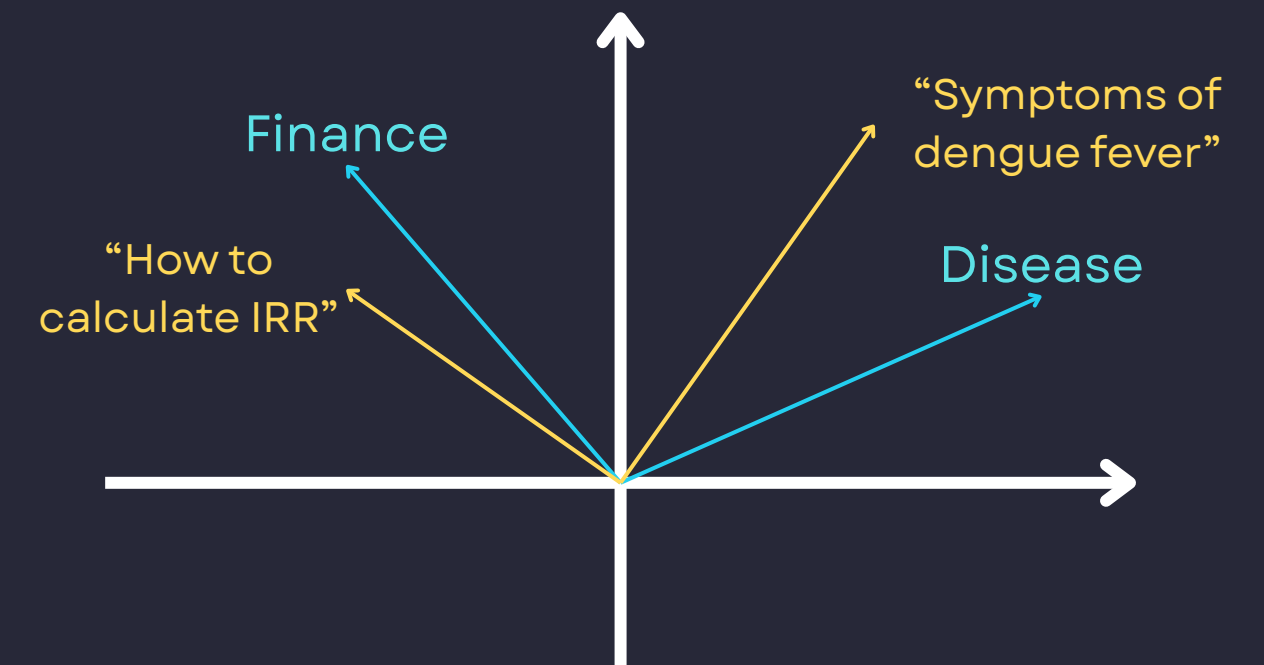 Finance
“How to
calculate IRR”
“Symptoms of
dengue fever”
Disease